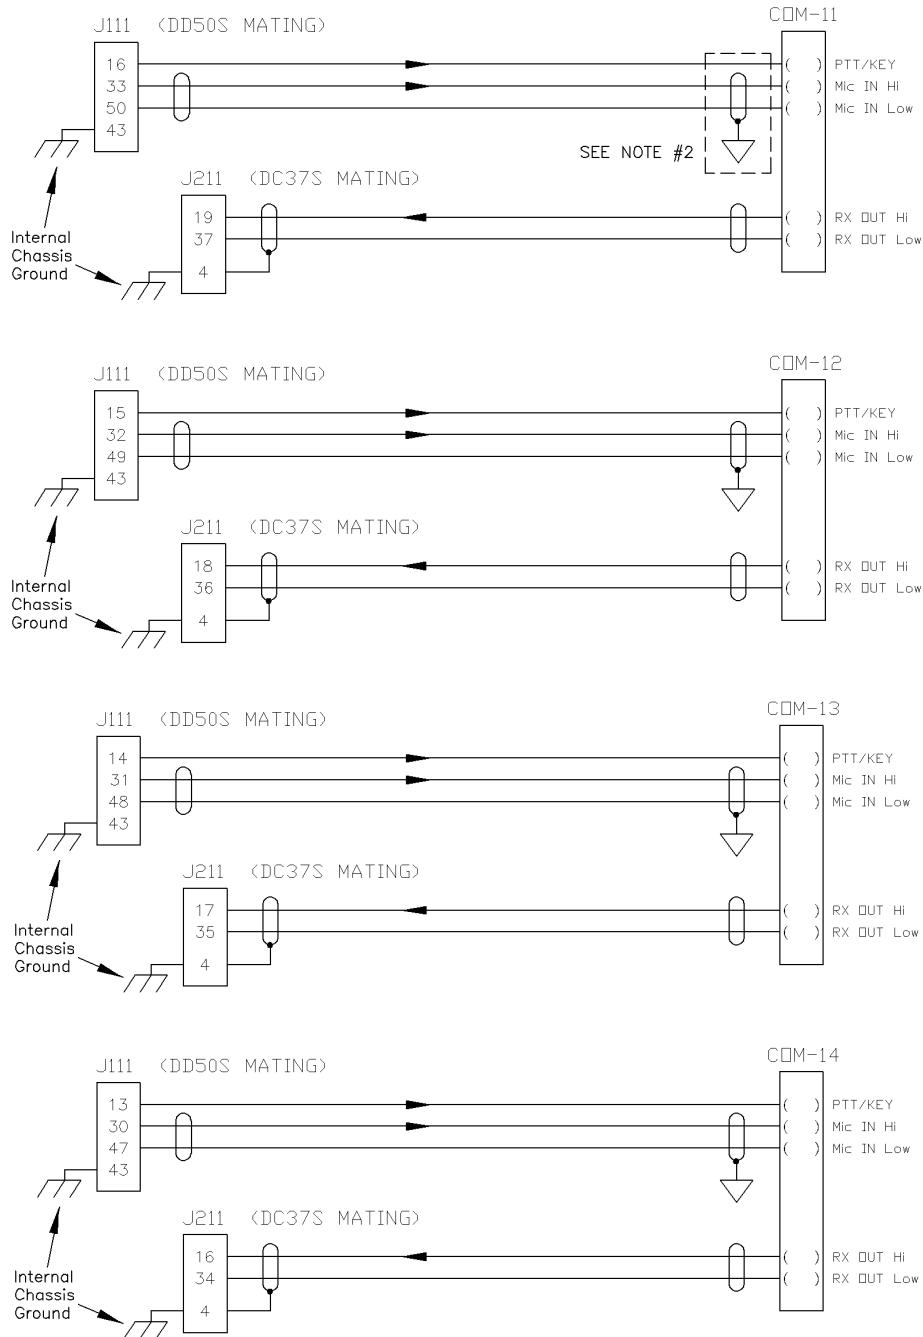 COM-11
J111 (DD50S MATING)
16 ( ) PTT/KEY
33 ( ) Mic IN Hi
50 ( ) Mic IN Low
43
SEE NOTE #2
J211 (DC37S MATING)
19 ( ) RX OUT Hi
37 ( ) RX OUT Low
4
Internal
Chassis
Ground
COM-12
J111 (DD50S MATING)
15 ( ) PTT/KEY
32 ( ) Mic IN Hi
49 ( ) Mic IN Low
43
J211 (DC37S MATING)
18 ( ) RX OUT Hi
36 ( ) RX OUT Low
4
Internal
Chassis
Ground
COM-13
J111 (DD50S MATING)
14 ( ) PTT/KEY
31 ( ) Mic IN Hi
48 ( ) Mic IN Low
43
J211 (DC37S MATING)
17 ( ) RX OUT Hi
35 ( ) RX OUT Low
4
Internal
Chassis
Ground
COM-14
J111 (DD50S MATING)
13 ( ) PTT/KEY
30 ( ) Mic IN Hi
47 ( ) Mic IN Low
43
J211 (DC37S MATING)
16 ( ) RX OUT Hi
34 ( ) RX OUT Low
4
Internal
Chassis
Ground